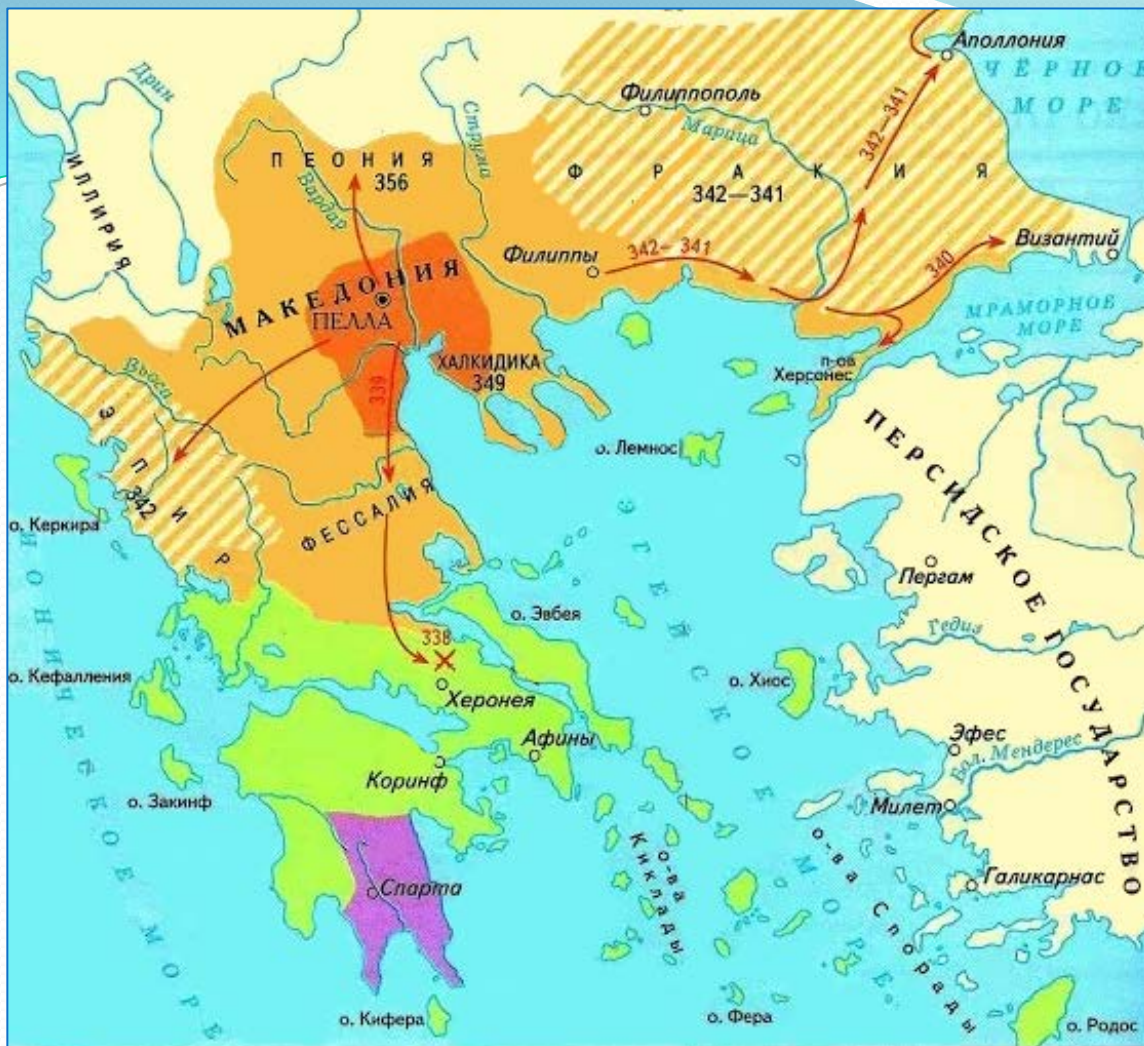 Аполлония
ЧЁРНОЕ
МОРЕ
Дрин
Струма
Филиппополь
Марица
342—341
ПЕОНИЯ
356
Вардар
ФРАКИЯ
342—341
ИЛЛИРИЯ
Филиппы
342-341
340
Византий
МАКЕДОНИЯ
ПЕЛЛА
МРАМОРНОЕ
МОРЕ
п-ов
Херсонес
ХАЛКИДИКА
349
339
Вьоса
ЭПИР
342
о. Лемнос
ПЕРСИДСКОЕ ГОСУДАРСТВО
ФЕССАЛИЯ
о. Керкира
ЭГЕЙСКОЕ МОРЕ
Пергам
о. Эвбея
Гедиз
338
о. Кефалления
Херонея
о. Хиос
ИОНИЧЕСКОЕ МОРЕ
Афины
Эфес
Бол. Мендерес
Коринф
о. Закинф
Милет
о-ва
Киклады
о-ва Спорады
Спарта
Галикарнас
о. Кифера
о. Фера
о. Родос